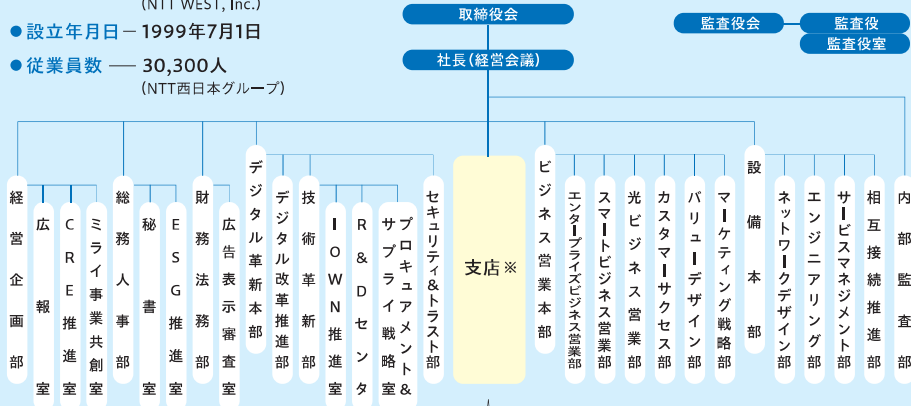 (NTT WEST, Inc.)
● 設立年月日 ― 1999年7月1日
● 従業員数 ― 30,300人
(NTT西日本グループ)
取締役会
社長(経営会議)
監査役会
監査役
監査役室
経営企画部
広報室
CRE推進室
ミライ事業共創室
総務人事部
秘書室
ESG推進室
財務法務部
広告表示審査室
デジタル革新本部
デジタル改革推進部
技術革新部
IOWN推進室
R&Dセンタ
サプライ戦略室
プロキュアメント&
セキュリティ&トラスト部
支店※
ビジネス営業本部
エンタープライズビジネス営業部
スマートビジネス営業部
光ビジネス営業部
カスタマーサクセス部
バリューデザイン部
マーケティング戦略部
設備本部
ネットワークデザイン部
エンジニアリング部
サービスマネジメント部
相互接続推進部
内部監査部